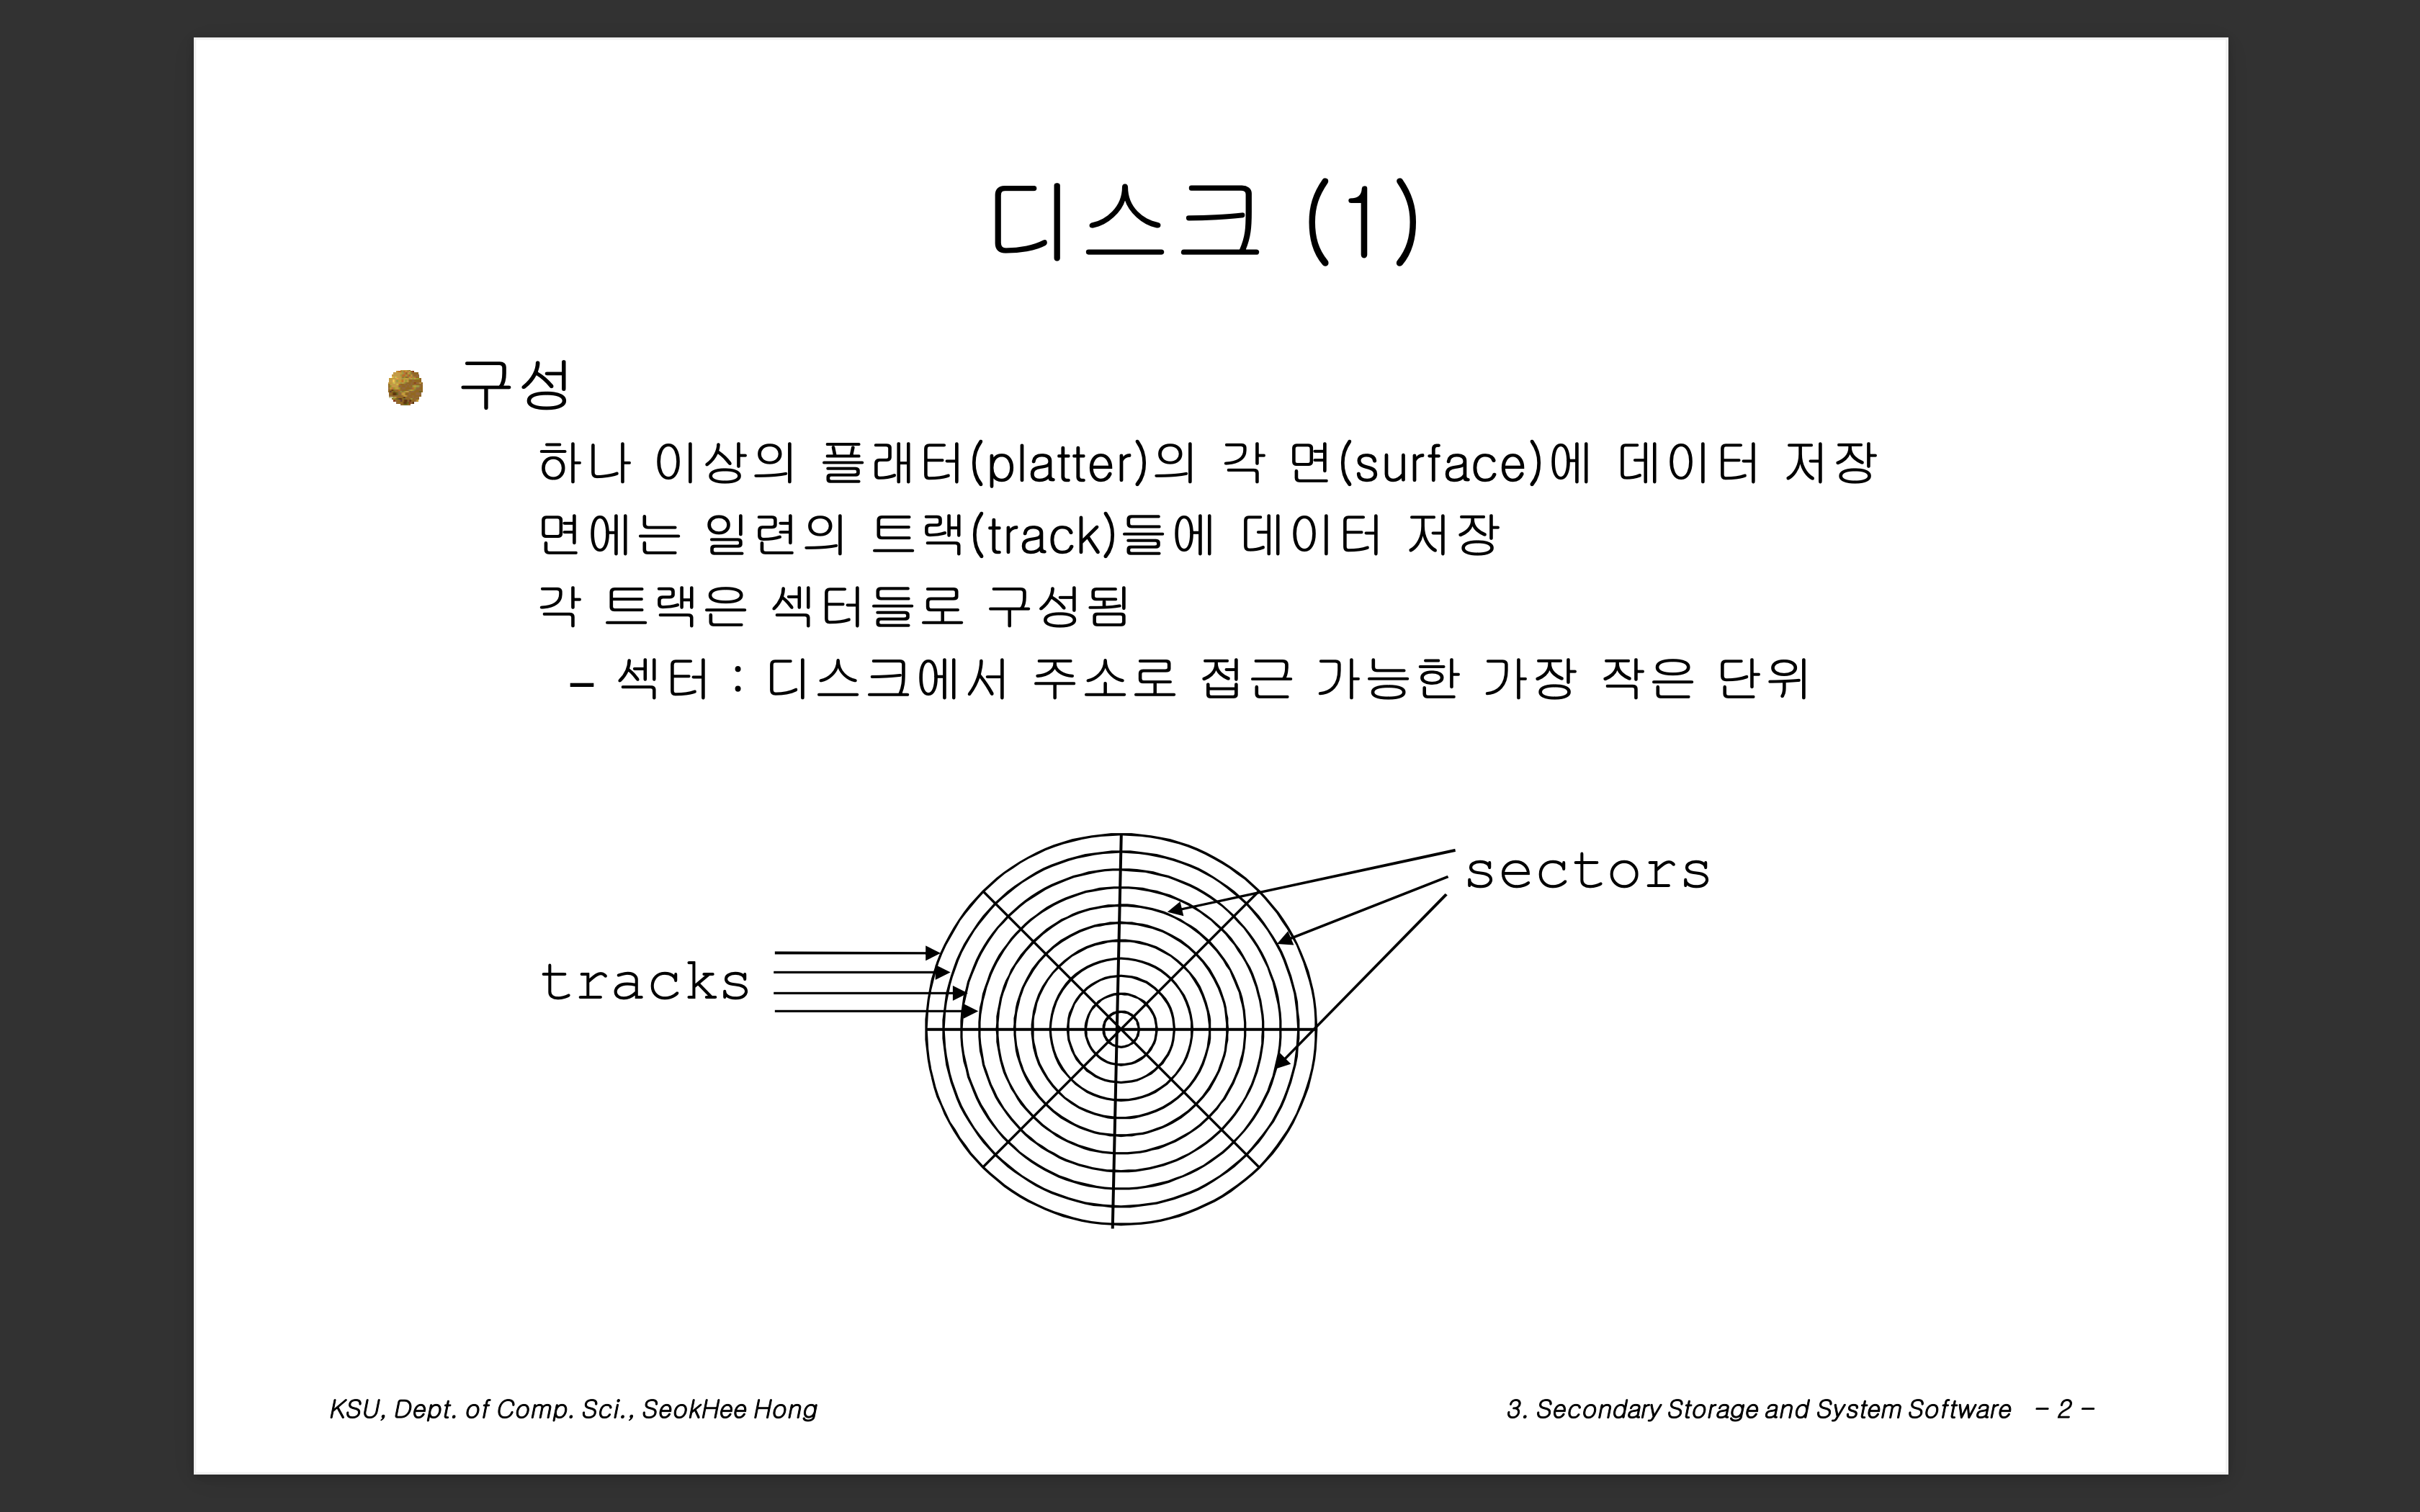 디스크 (1)
구성
하나 이상의 플래터(platter)의 각 면(surface)에 데이터 저장
면에는 일련의 트랙(track)들에 데이터 저장
각 트랙은 섹터들로 구성됨
– 섹터 : 디스크에서 주소로 접근 가능한 가장 작은 단위
sectors
tracks
KSU, Dept. of Comp. Sci., SeokHee Hong
3. Secondary Storage and System Software - 2 -